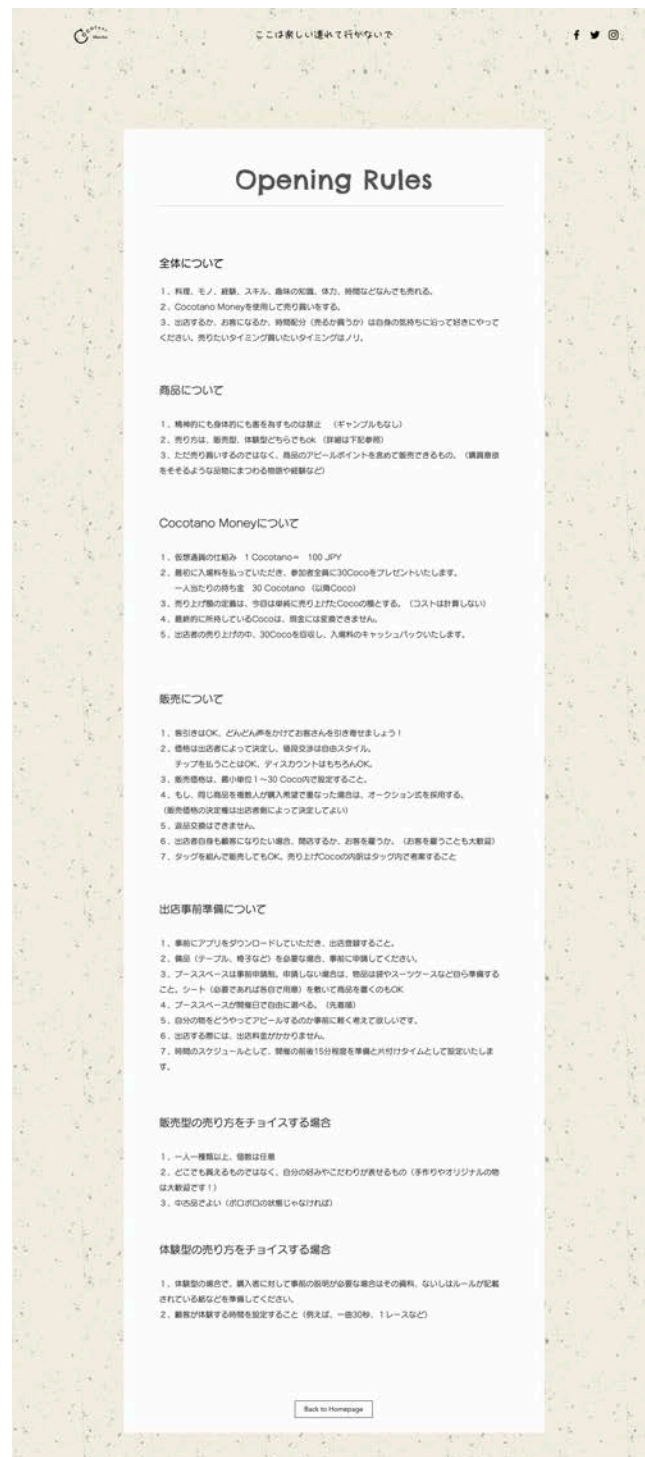 ここは楽しい連れて行かないで
Opening Rules
全体について
1、料理、モノ、経験、スキル、趣味の知識、体力、時間などなんでも売れる。
2、Cocotano Moneyを使用して売り買いをする。
3、出店するか、お客になるか、時間配分（売るか買うか）は自身の気持ちに沿って好きにやって
ください。売りたいタイミング買いたいタイミングはノリ。
商品について
1、精神的にも身体的にも害を為すものは禁止　（ギャンブルもなし）
2、売り方は、販売型、体験型どちらでもok （詳細は下記参照）
3、ただ売り買いするのではなく、商品のアピールポイントを含めて販売できるもの。（購買意欲
をそそるような品物にまつわる物語や経験など）
Cocotano Moneyについて
1、仮想通貨の仕組み　1 Cocotano＝　100 JPY
2、最初に入場料を払っていただき、参加者全員に30Cocoをプレゼントいたします。
一人当たりの持ち金　30 Cocotano （以降Coco）
3、売り上げ額の定義は、今回は単純に売り上げたCocoの額とする。（コストは計算しない）
4、最終的に所持しているCocoは、現金には変換できません。
5、出店者の売り上げの中、30Cocoを回収し、入場料のキャッシュバックいたします。
販売について
1、客引きはOK、どんどん声をかけてお客さんを引き寄せましょう！
2、価格は出店者によって決定し、値段交渉は自由スタイル。
チップを払うことはOK、ディスカウントはもちろんOK。
3、販売価格は、最小単位1～30 Coco内で設定すること。
4、もし、同じ商品を複数人が購入希望で重なった場合は、オークション式を採用する。
（販売価格の決定権は出店者側によって決定してよい）
5、返品交換はできません。
6、出店者自身も顧客になりたい場合、閉店するか、お客を雇うか。（お客を雇うことも大歓迎）
7、タッグを組んで販売してもOK。売り上げCocoの内訳はタッグ内で考案すること
出店事前準備について
1、事前にアプリをダウンロードしていただき、出店登録すること。
2、備品（テーブル、椅子など）を必要な場合、事前に申請してください。
3、ブーススペースは事前申請制。申請しない場合は、物品は袋やスーツケースなど自ら準備する
こと。シート（必要であれば各自で用意）を敷いて商品を置くのもOK
4、ブーススペースが開催日で自由に選べる。（先着順）
5、自分の物をどうやってアピールするのか事前に軽く考えて欲しいです。
6、出店する際には、出店料金がかかりません。
7、時間のスケジュールとして、開催の前後15分程度を準備と片付けタイムとして設定いたしま
す。
販売型の売り方をチョイスする場合
1、一人一種類以上、個数は任意
2、どこでも買えるものではなく、自分の好みやこだわりが表せるもの（手作りやオリジナルの物
は大歓迎です！）
3、中古品でよい（ボロボロの状態じゃなければ）
体験型の売り方をチョイスする場合
1、体験型の場合で、購入者に対して事前の説明が必要な場合はその資料、ないしはルールが記載
されている紙などを準備してください。
2、顧客が体験する時間を設定すること（例えば、一曲30秒、1レースなど）
Back to Homepage